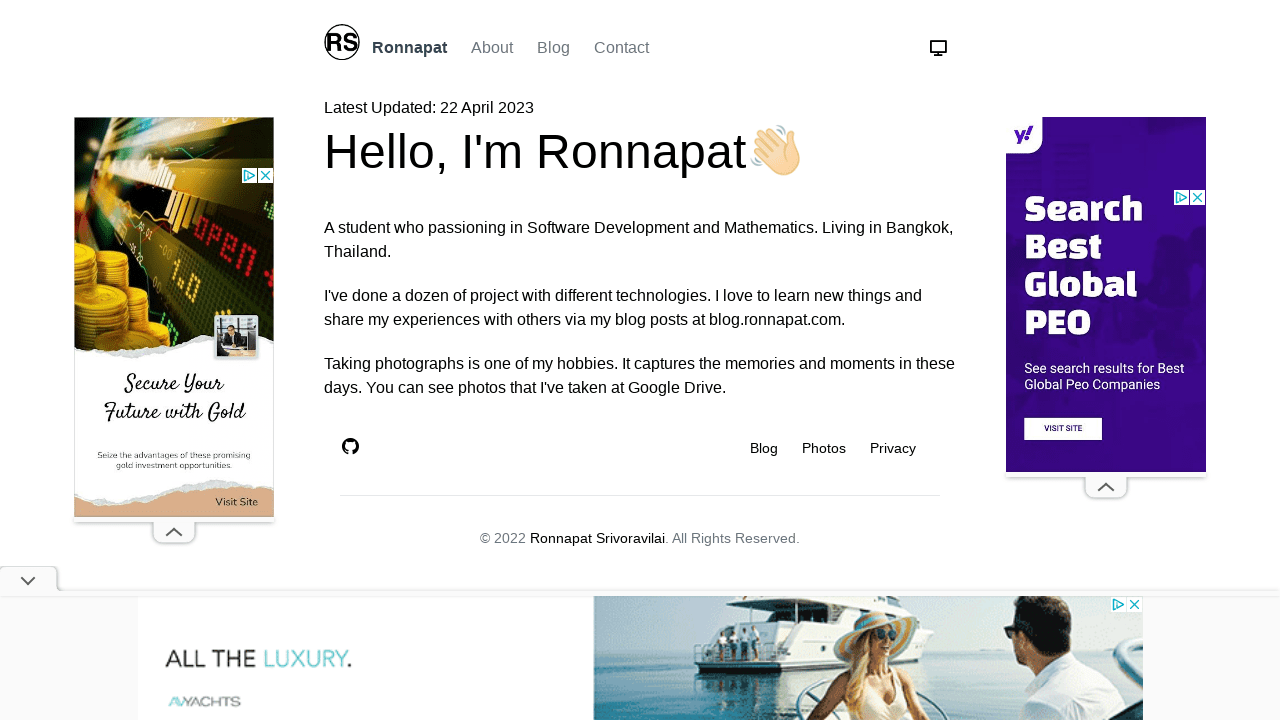 RS
Ronnapat About Blog Contact
Latest Updated: 22 April 2023
Hello, I'm Ronnapat
A student who passioning in Software Development and Mathematics. Living in Bangkok,
Thailand.
I've done a dozen of project with different technologies. I love to learn new things and
share my experiences with others via my blog posts at blog.ronnapat.com.
Taking photographs is one of my hobbies. It captures the memories and moments in these
days. You can see photos that I've taken at Google Drive.
Blog Photos Privacy
© 2022 Ronnapat Srivoravilai. All Rights Reserved.
open
1.0
Secure Your
Future with Gold
Seize the advantages of these promising
gold investment opportunities.
Visit Site
y!
Search
Best
Global
PEO
See search results for Best
Global Peo Companies
VISIT SITE
ALL THE LUXURY.
YACHTS